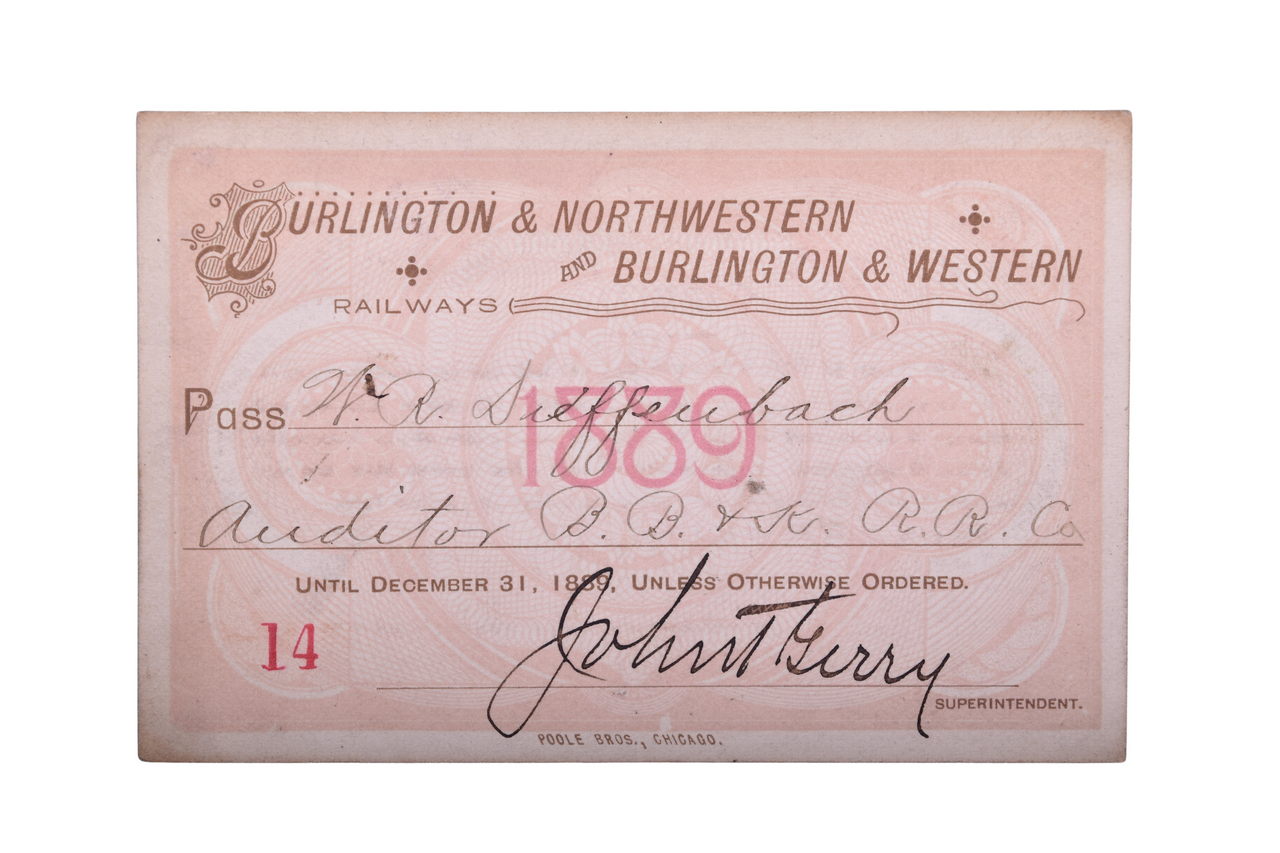 BURLINGTON & NORTHWESTERN
AND BURLINGTON & WESTERN
RAILWAYS
Pass W. R. Dieffenbach
1889
Auditor B. B. & K. R. R. Co
UNTIL DECEMBER 31, 1889, UNLESS OTHERWISE ORDERED.
14
John T Gerry
SUPERINTENDENT.
POOLE BROS., CHICAGO.